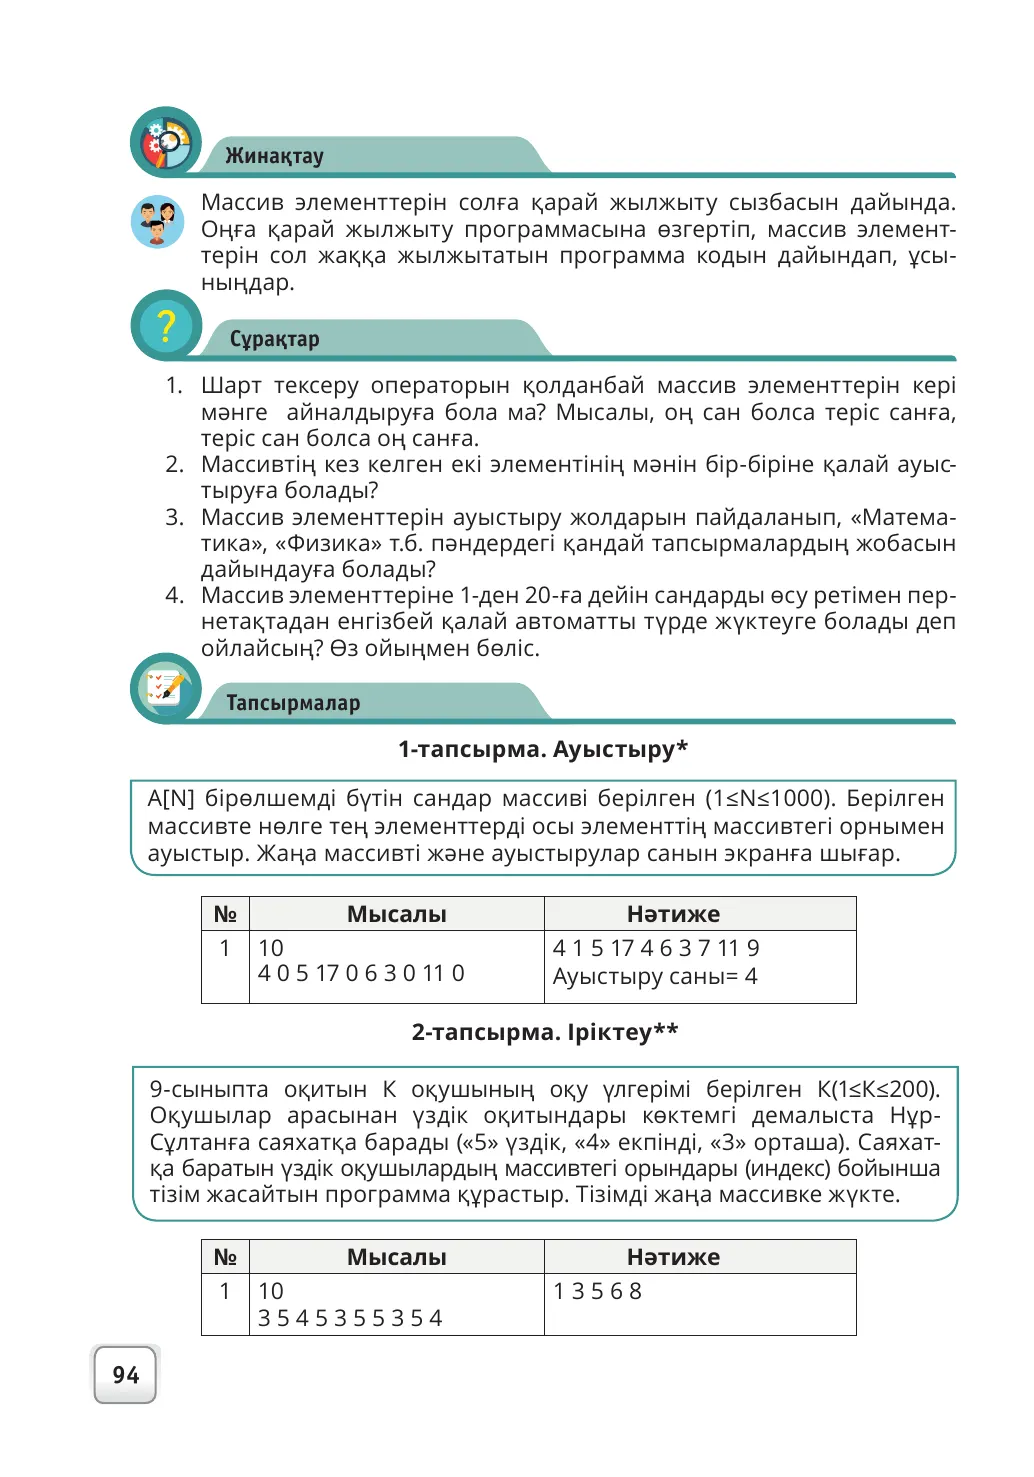 Жинақтау
Массив элементтерін солға қарай жылжыту сызбасын дайында.
Оңға қарай жылжыту программасына өзгертіп, массив элемент-
терін сол жаққа жылжытатын программа кодын дайындап, ұсы-
ныңдар.
?
Сұрақтар
1. Шарт тексеру операторын қолданбай массив элементтерін кері
мәнге айналдыруға бола ма? Мысалы, оң сан болса теріс санға,
теріс сан болса оң санға.
2. Массивтің кез келген екі элементінің мәнін бір-біріне қалай ауыс-
тыруға болады?
3. Массив элементтерін ауыстыру жолдарын пайдаланып, «Матема-
тика», «Физика» т.б. пәндердегі қандай тапсырмалардың жобасын
дайындауға болады?
4. Массив элементтеріне 1-ден 20-ға дейін сандарды өсу ретімен пер-
нетақтадан енгізбей қалай автоматты түрде жүктеуге болады деп
ойлайсың? Өз ойыңмен бөліс.
Тапсырмалар
1-тапсырма. Ауыстыру*
A[N] бірөлшемді бүтін сандар массиві берілген (1≤N≤1000). Берілген
массивте нөлге тең элементтерді осы элементтің массивтегі орнымен
ауыстыр. Жаңа массивті және ауыстырулар санын экранға шығар.
№ Мысалы Нәтиже
1 10 4 1 5 17 4 6 3 7 11 9
4 0 5 17 0 6 3 0 11 0 Ауыстыру саны= 4
2-тапсырма. Іріктеу**
9-сыныпта оқитын К оқушының оқу үлгерімі берілген К(1≤К≤200).
Оқушылар арасынан үздік оқитындары көктемгі демалыста Нұр-
Сұлтанға саяхатқа барады («5» үздік, «4» екпінді, «3» орташа). Саяхат-
қа баратын үздік оқушылардың массивтегі орындары (индекс) бойынша
тізім жасайтын программа құрастыр. Тізімді жаңа массивке жүкте.
№ Мысалы Нәтиже
1 10 1 3 5 6 8
3 5 4 5 3 5 5 3 5 4
94